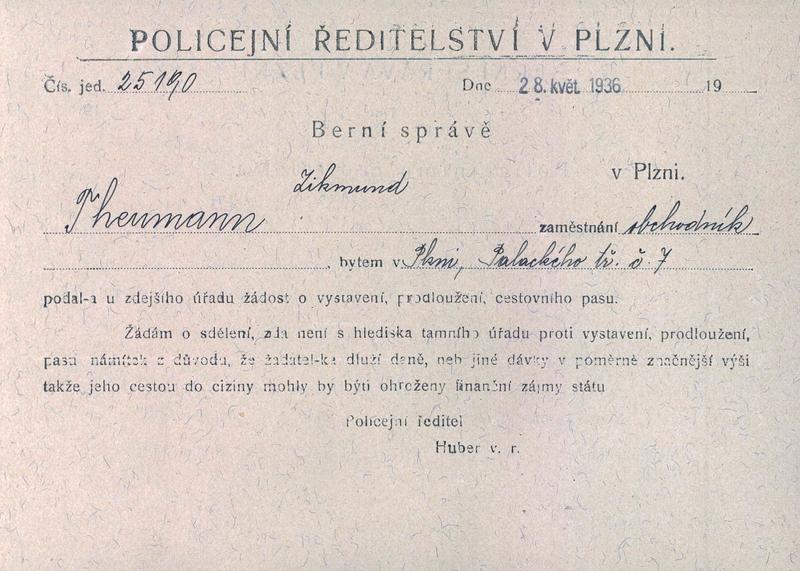 POLICEJNÍ ŘEDITELSTVÍ V PLZNI.
Čís. jed. 25190 Dne 28. květ. 1936 19
Berní správě
v Plzni.
Theumann Zikmund zaměstnání obchodník
, bytem v Plzni, Palackého tř. č. 7
podal-a u zdejšího úřadu žádost o vystavení, prodloužení, cestovního pasu.
Žádám o sdělení, zda není s hlediska tamního úřadu proti vystavení, prodloužení,
pasu námitek z důvodu, že žadatel-ka dluží daně, neb jiné dávky v poměrně značnější výši
takže jeho cestou do ciziny mohly by býti ohroženy finanční zájmy státu
Policejní ředitel
Huber v. r.